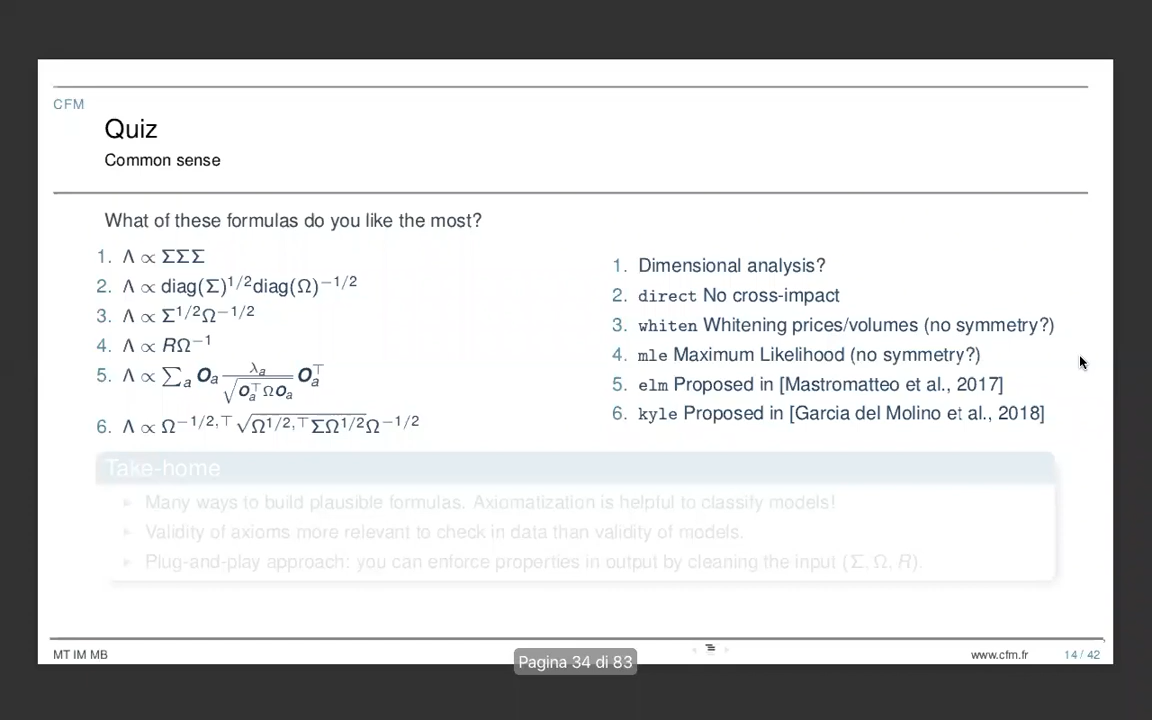 CFM
Quiz
Common sense
What of these formulas do you like the most?
1. Λ ∝ ΣΣΣ
2. Λ ∝ diag(Σ)^{1/2}diag(Ω)^{−1/2}
3. Λ ∝ Σ^{1/2}Ω^{−1/2}
4. Λ ∝ RΩ^{−1}
5. Λ ∝ ∑_a O_a λ_a / √(O_a^⊤ΩO_a) O_a^⊤
6. Λ ∝ Ω^{−1/2,⊤} √(Ω^{1/2,⊤}ΣΩ^{1/2}) Ω^{−1/2}
1. Dimensional analysis?
2. direct No cross-impact
3. whiten Whitening prices/volumes (no symmetry?)
4. mle Maximum Likelihood (no symmetry?)
5. elm Proposed in [Mastromatteo et al., 2017]
6. kyle Proposed in [Garcia del Molino et al., 2018]
Take-home
▸ Many ways to build plausible formulas. Axiomatization is helpful to classify models!
▸ Validity of axioms more relevant to check in data than validity of models.
▸ Plug-and-play approach: you can enforce properties in output by cleaning the input (Σ, Ω, R).
MT IM MB
Pagina 34 di 83
www.cfm.fr
14 / 42